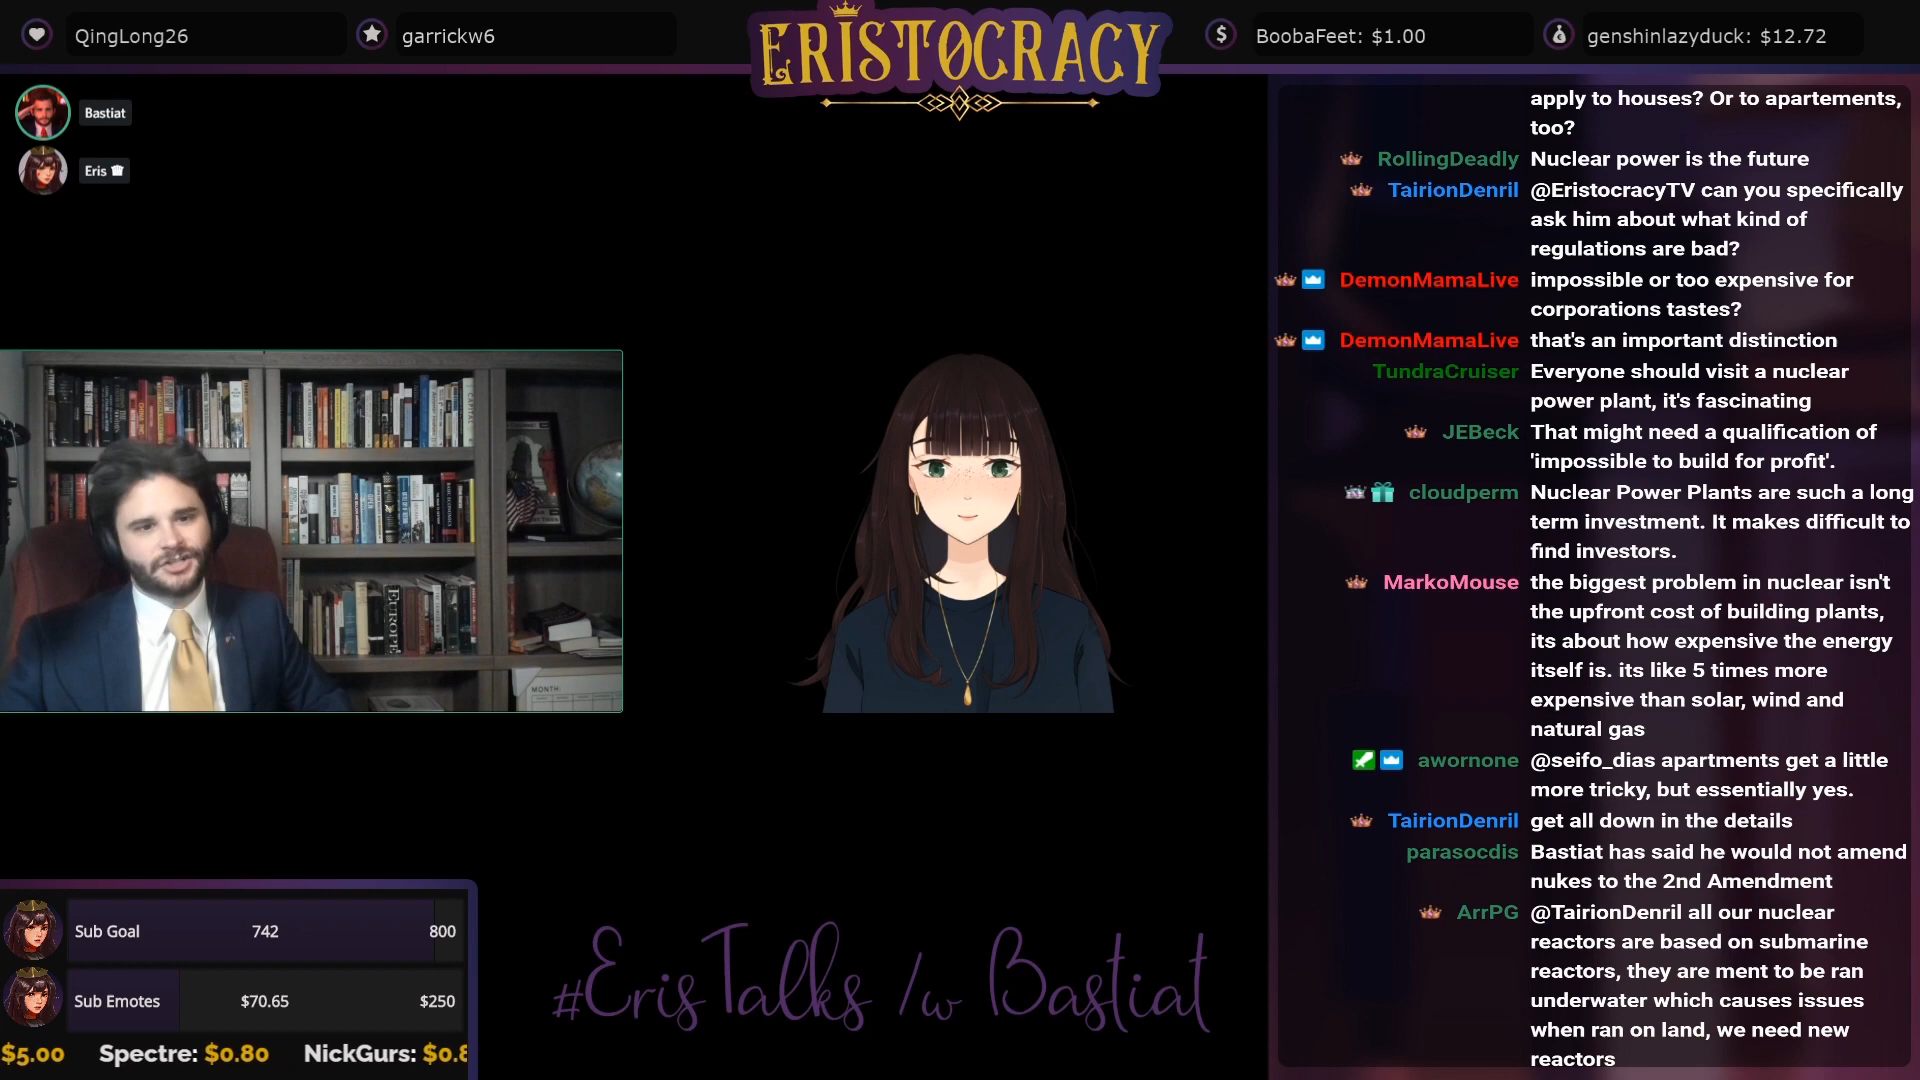 QingLong26
garrickw6
ERISTOCRACY
BoobaFeet: $1.00
genshinlazyduck: $12.72
Bastiat
Eris
MONTH:
EUROPE
Sub Goal 742 800
Sub Emotes $70.65 $250
$5.00 Spectre: $0.80 NickGurs: $0.8
#ErisTalks /w Bastiat
apply to houses? Or to apartements,
too?
RollingDeadly Nuclear power is the future
TairionDenril @EristocracyTV can you specifically
ask him about what kind of
regulations are bad?
DemonMamaLive impossible or too expensive for
corporations tastes?
DemonMamaLive that's an important distinction
TundraCruiser Everyone should visit a nuclear
power plant, it's fascinating
JEBeck That might need a qualification of
'impossible to build for profit'.
cloudperm Nuclear Power Plants are such a long
term investment. It makes difficult to
find investors.
MarkoMouse the biggest problem in nuclear isn't
the upfront cost of building plants,
its about how expensive the energy
itself is. its like 5 times more
expensive than solar, wind and
natural gas
awornone @seifo_dias apartments get a little
more tricky, but essentially yes.
TairionDenril get all down in the details
parasocdis Bastiat has said he would not amend
nukes to the 2nd Amendment
ArrPG @TairionDenril all our nuclear
reactors are based on submarine
reactors, they are ment to be ran
underwater which causes issues
when ran on land, we need new
reactors